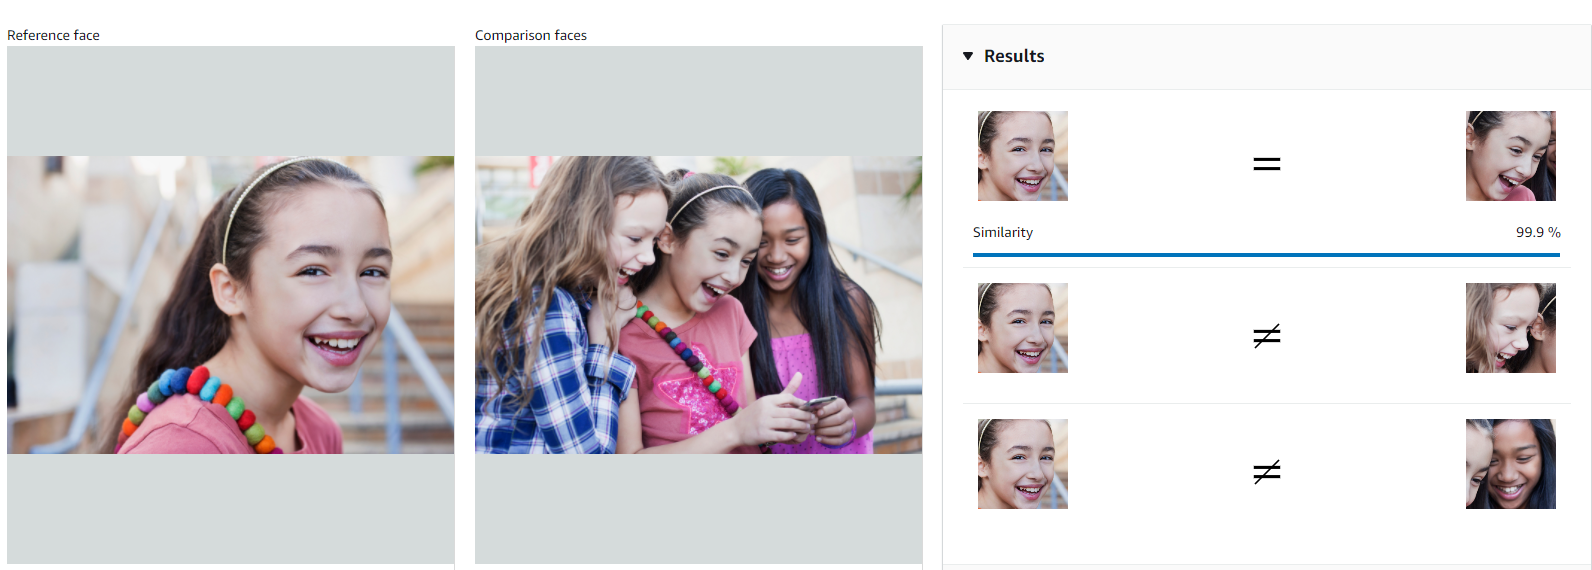 Reference face
Comparison faces
Results
=
Similarity
99.9 %
≠
≠